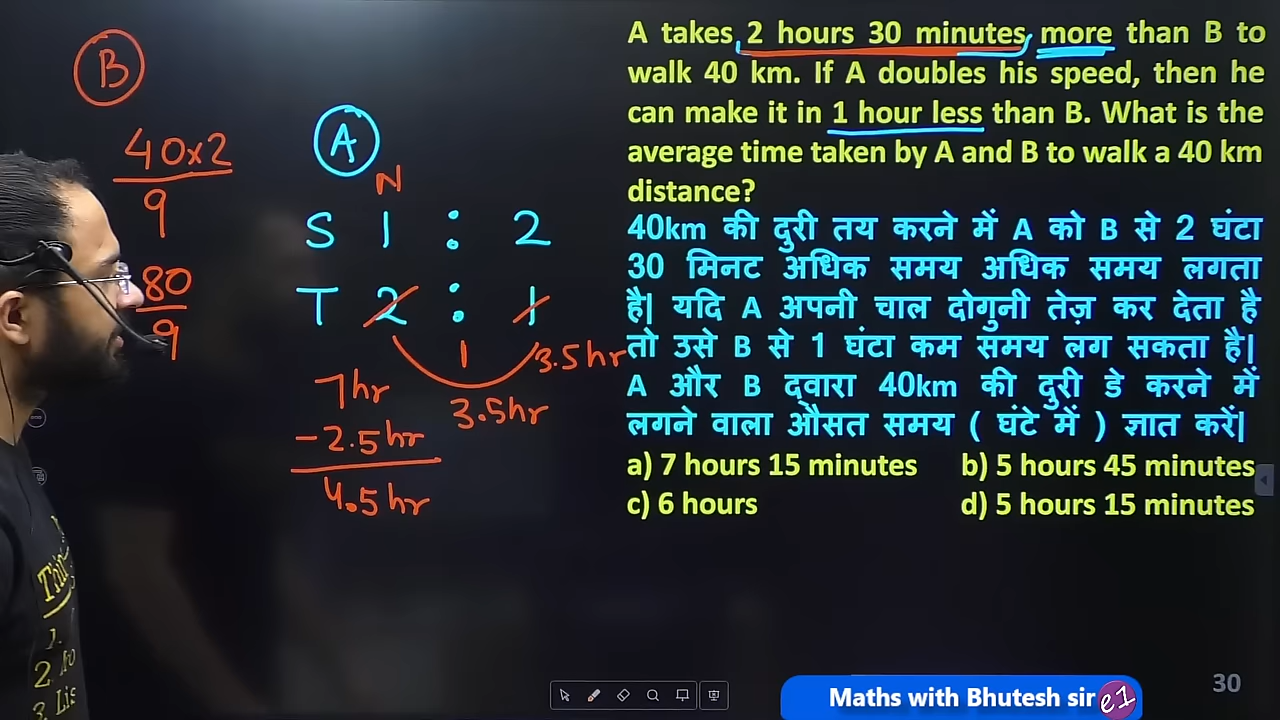 A takes 2 hours 30 minutes more than B to
walk 40 km. If A doubles his speed, then he
can make it in 1 hour less than B. What is the
average time taken by A and B to walk a 40 km
distance?
40km की दुरी तय करने में A को B से 2 घंटा
30 मिनट अधिक समय अधिक समय लगता
है| यदि A अपनी चाल दोगुनी तेज़ कर देता है
तो उसे B से 1 घंटा कम समय लग सकता है|
A और B द्वारा 40km की दुरी डे करने में
लगने वाला औसत समय ( घंटे में ) ज्ञात करें|
a) 7 hours 15 minutes b) 5 hours 45 minutes
c) 6 hours d) 5 hours 15 minutes
B
40x2
9
80
9
A
N
S 1 : 2
T 2 : 1
1
3.5hr
3.5hr
7hr
-2.5hr
4.5hr
1.
2.
3. Lis
30
Maths with Bhutesh sir e1